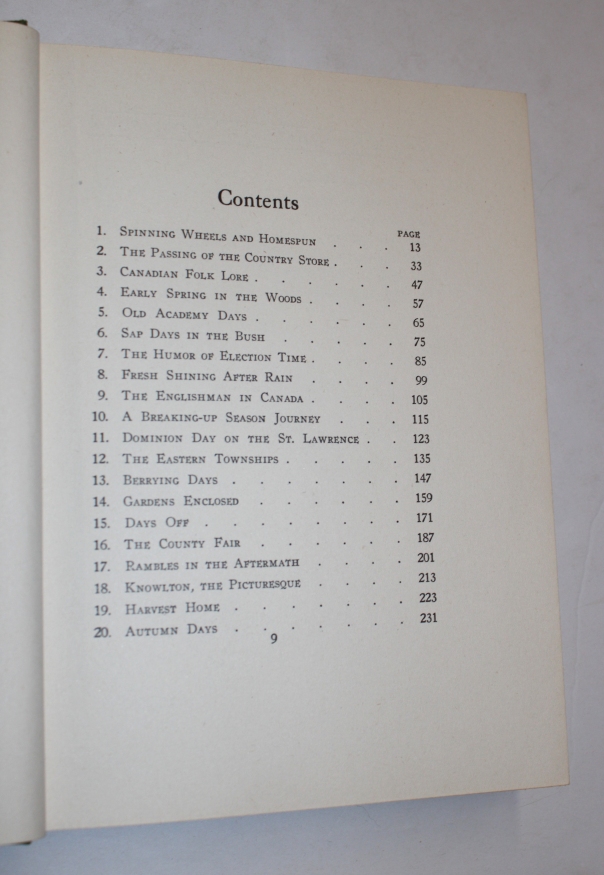 Contents
PAGE
1. Spinning Wheels and Homespun . . . 13
2. The Passing of the Country Store . . . 33
3. Canadian Folk Lore . . . . . . 47
4. Early Spring in the Woods . . . . 57
5. Old Academy Days . . . . . . 65
6. Sap Days in the Bush . . . . . 75
7. The Humor of Election Time . . . . 85
8. Fresh Shining After Rain . . . . 99
9. The Englishman in Canada . . . . 105
10. A Breaking-up Season Journey . . . 115
11. Dominion Day on the St. Lawrence . . 123
12. The Eastern Townships . . . . . 135
13. Berrying Days . . . . . . . 147
14. Gardens Enclosed . . . . . . 159
15. Days Off . . . . . . . . 171
16. The County Fair . . . . . . 187
17. Rambles in the Aftermath . . . . 201
18. Knowlton, the Picturesque . . . . 213
19. Harvest Home . . . . . . . 223
20. Autumn Days . . . . . . . 231
9